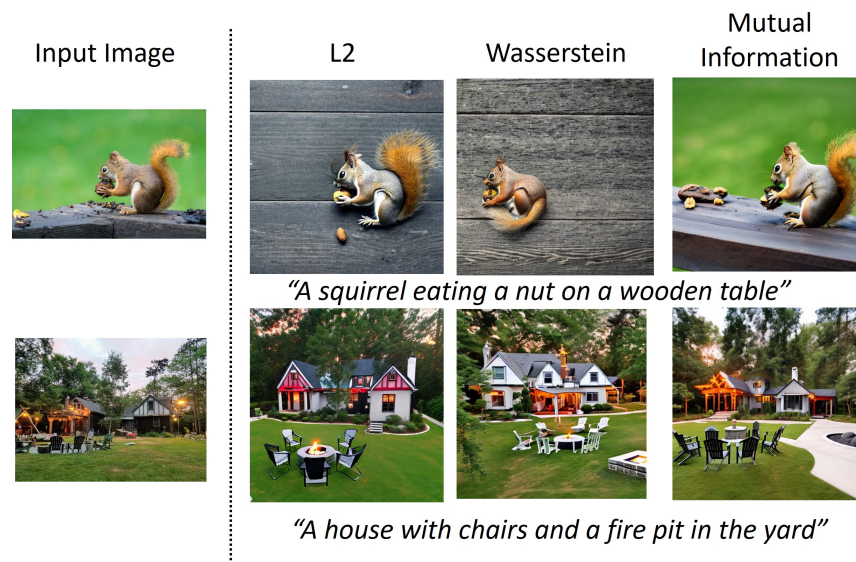 Input Image
L2
Wasserstein
Mutual
Information
“A squirrel eating a nut on a wooden table”
“A house with chairs and a fire pit in the yard”